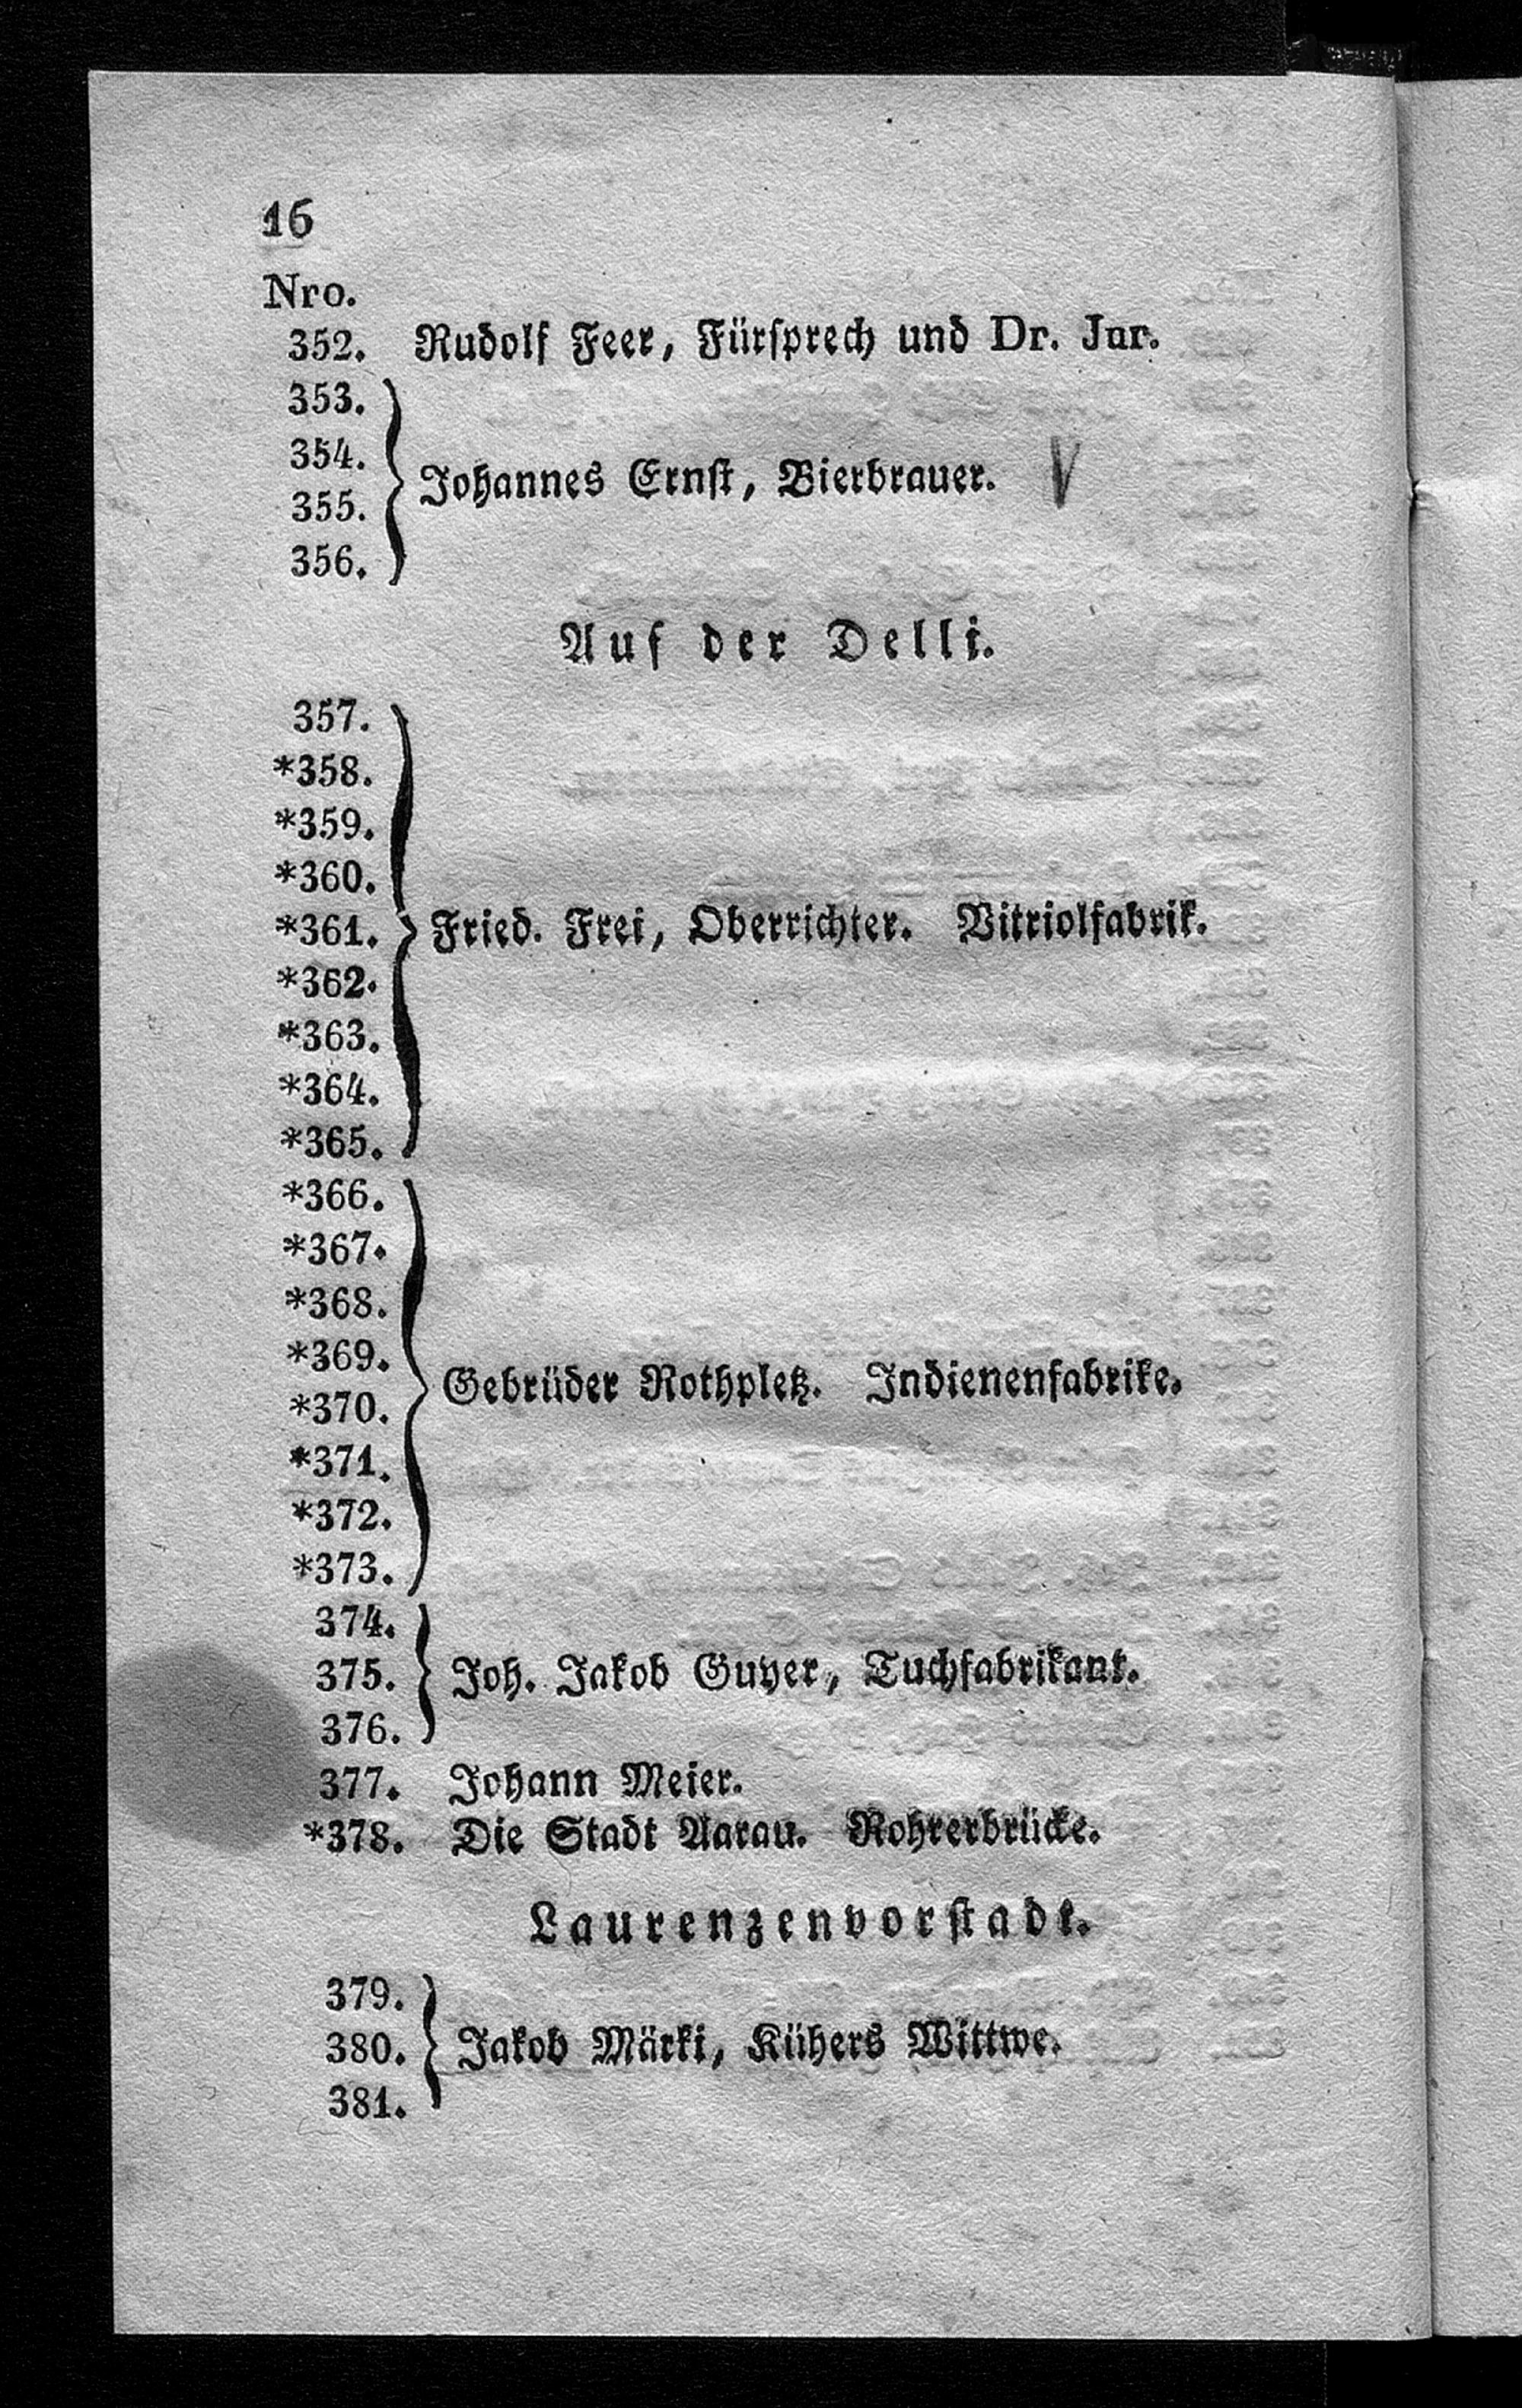 16
Nro.
352. Rudolf Feer, Fürsprech und Dr. Jur.
353.
354.
Johannes Ernst, Bierbrauer. V
355.
356.
Auf der Delli.
357.
*358.
*359.
*360.
*361. Fried. Frei, Oberrichter. Vitriolfabrik.
*362.
*363.
*364.
*365.
*366.
*367.
*368.
*369.
Gebrüder Rothpletz. Indienenfabrike.
*370.
*371.
*372.
*373.
374.
375. Joh. Jakob Guyer, Tuchfabrikant.
376.
377. Johann Meier.
*378. Die Stadt Aarau. Rohrerbrücke.
Laurenzenvorstadt.
379.
380. Jakob Märki, Kühers Wittwe.
381.